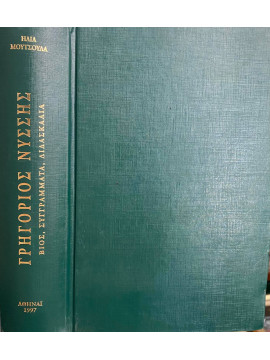 ΗΛΙΑ
ΜΟΥΤΣΟΥΛΑ
ΓΡΗΓΟΡΙΟΣ ΝΥΣΣΗΣ
ΒΙΟΣ, ΣΥΓΓΡΑΜΜΑΤΑ, ΔΙΔΑΣΚΑΛΙΑ
ΑΘΗΝΑΙ
1997